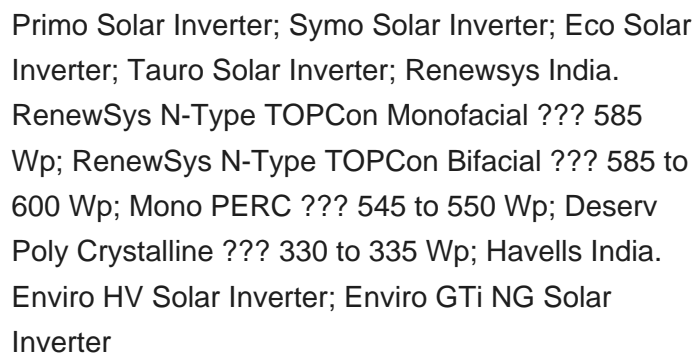 Primo Solar Inverter; Symo Solar Inverter; Eco Solar
Inverter; Tauro Solar Inverter; Renewsys India.
RenewSys N-Type TOPCon Monofacial ??? 585
Wp; RenewSys N-Type TOPCon Bifacial ??? 585 to
600 Wp; Mono PERC ??? 545 to 550 Wp; Deserv
Poly Crystalline ??? 330 to 335 Wp; Havells India.
Enviro HV Solar Inverter; Enviro GTi NG Solar
Inverter